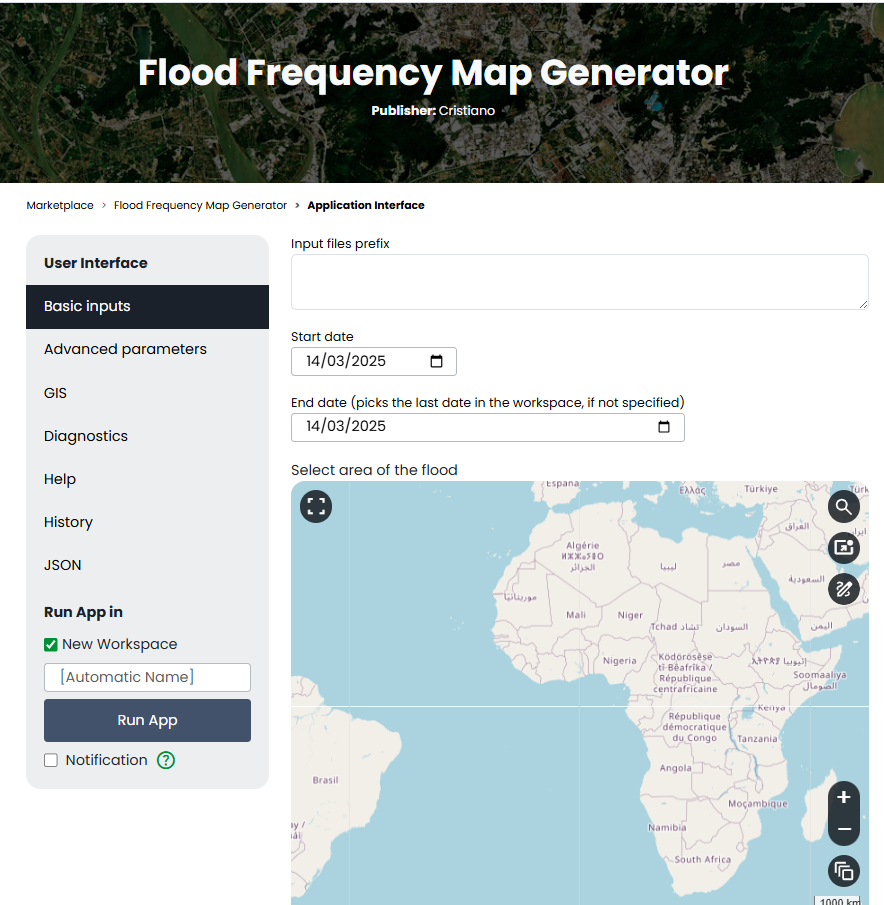 Flood Frequency Map Generator
Publisher: Cristiano
Marketplace > Flood Frequency Map Generator > Application Interface
User Interface
Basic inputs
Advanced parameters
GIS
Diagnostics
Help
History
JSON
Run App in
New Workspace
[Automatic Name]
Run App
Notification ?
Input files prefix
Start date
14/03/2025
End date (picks the last date in the workspace, if not specified)
14/03/2025
Select area of the flood
España
Ελλάς
Türkiye
العراق
Algérie
ⵍⵣⵣⴰⵢⴻⵔ
الجزائر
ليبيا
مصر
السعودية
موريتانيا
Mali
Niger
Tchad تشاد
السودان
اليمن
Nigeria
Ködörösêse
tî Bêafrîka /
République
centrafricaine
ኢትዮጵያ
Soomaaliya
الصومال
Kenya
République
démocratique
du Congo
Tanzania
Brasil
Angola
Moçambique
Namibia
South Africa
+
−
1000 km